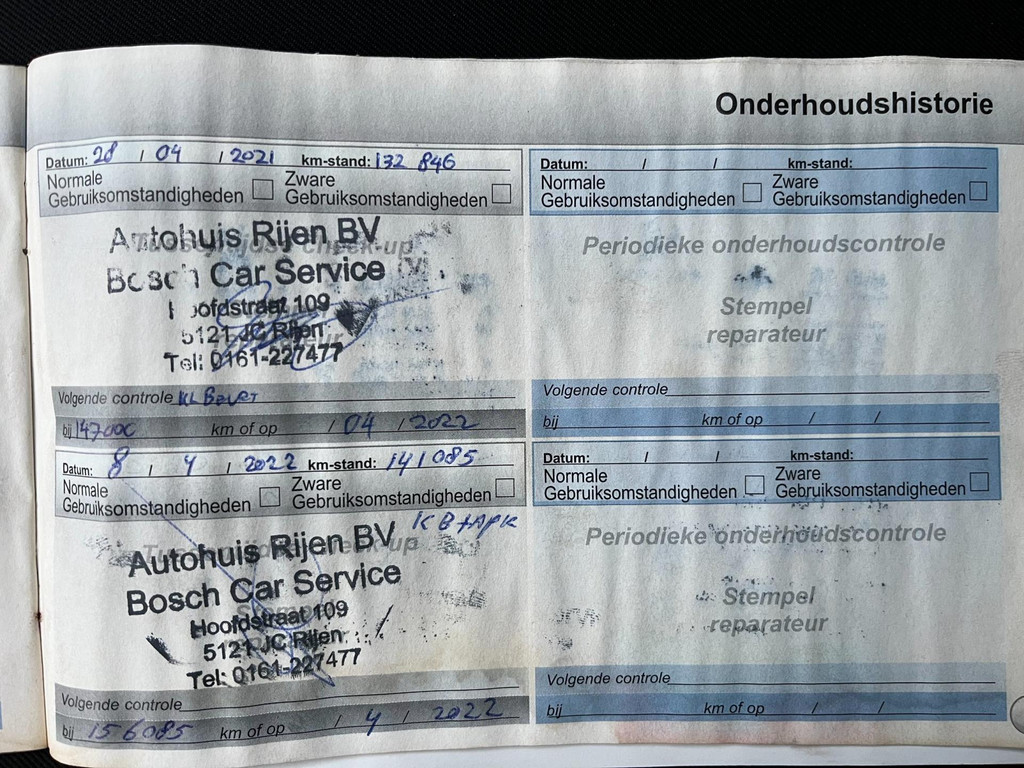 Onderhoudshistorie
Datum: 28 / 04 / 2021 km-stand: 132 846
Normale Gebruiksomstandigheden
Zware Gebruiksomstandigheden
Autohuis Rijen BV
Bosch Car Service
Hoofdstraat 109
5121 JC Rijen
Tel: 0161-227477
Volgende controle KL Beurt
bij 147000 km of op / 04 / 2022
Datum: 8 / 4 / 2022 km-stand: 141085
Normale Gebruiksomstandigheden
Zware Gebruiksomstandigheden
KB + APK
Autohuis Rijen BV
Bosch Car Service
Hoofdstraat 109
5121 JC Rijen
Tel: 0161-227477
Volgende controle
bij 156085 km of op / 4 / 2022
Datum: / / km-stand:
Normale Gebruiksomstandigheden
Zware Gebruiksomstandigheden
Periodieke onderhoudscontrole
Stempel
reparateur
Volgende controle
bij km of op / /
Datum: / / km-stand:
Normale Gebruiksomstandigheden
Zware Gebruiksomstandigheden
Periodieke onderhoudscontrole
Stempel
reparateur
Volgende controle
bij km of op / /